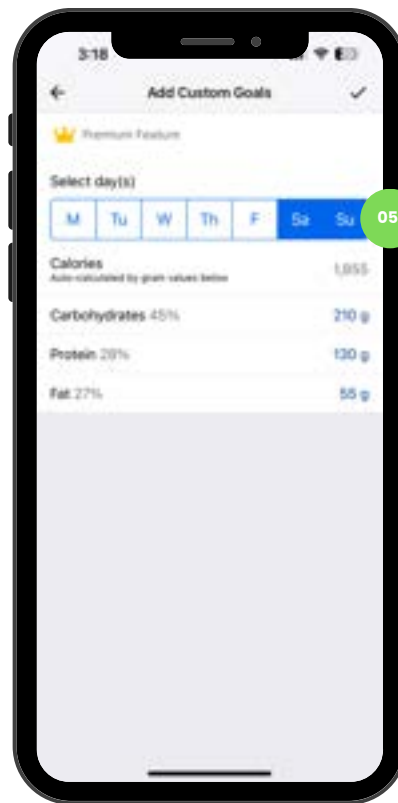 3:18
Add Custom Goals
Premium Feature
Select day(s)
M Tu W Th F Sa Su
05
Calories 1,855
Auto-calculated by gram values below
Carbohydrates 45% 210 g
Protein 28% 130 g
Fat 27% 55 g